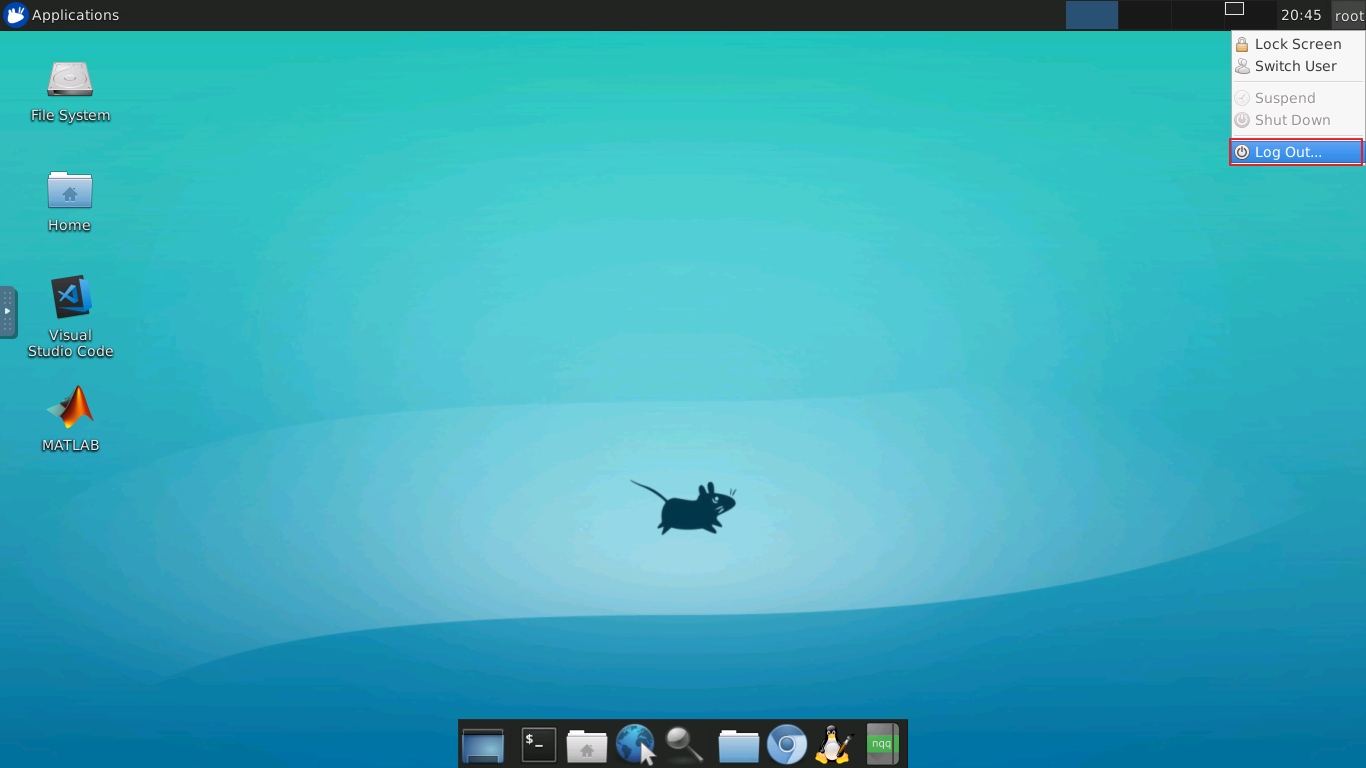 Applications
20:45
root
Lock Screen
Switch User
Suspend
Shut Down
Log Out...
File System
Home
Visual
Studio Code
MATLAB
$_
nqq